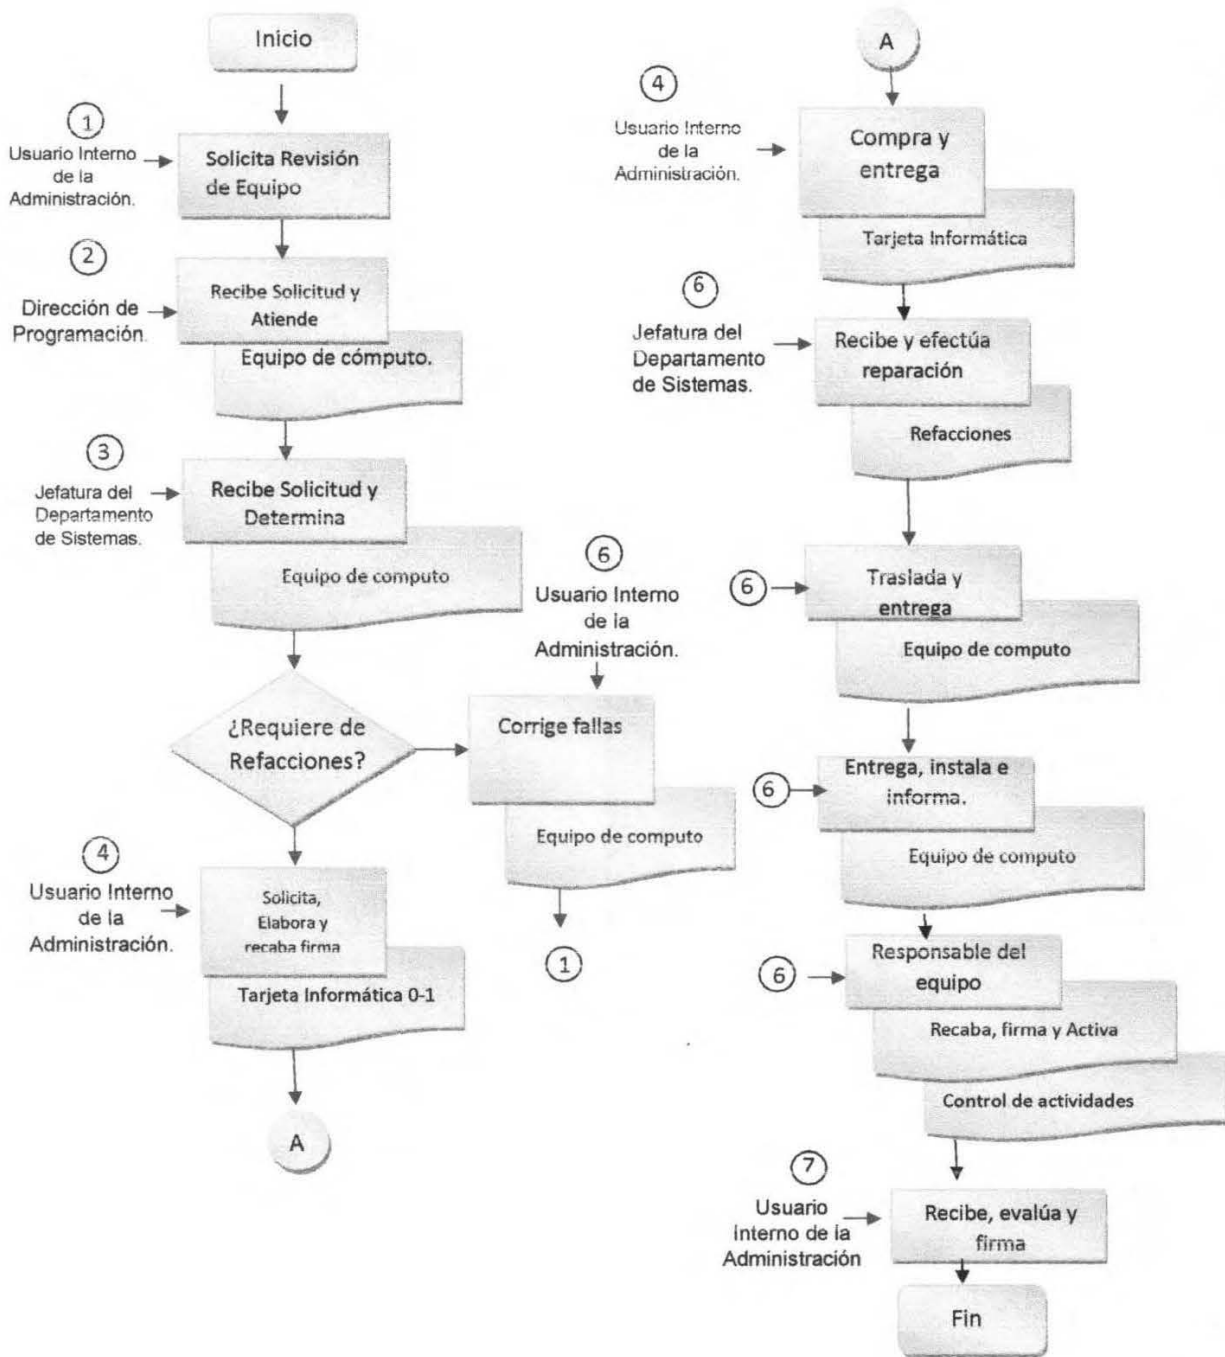 Inicio
1
Usuario Interno
de la
Administración.
Solicita Revisión
de Equipo
2
Dirección de
Programación.
Recibe Solicitud y
Atiende
Equipo de cómputo.
3
Jefatura del
Departamento
de Sistemas.
Recibe Solicitud y
Determina
Equipo de computo
¿Requiere de
Refacciones?
6
Usuario Interno
de la
Administración.
Corrige fallas
Equipo de computo
1
4
Usuario Interno
de la
Administración.
Solicita,
Elabora y
recaba firma
Tarjeta Informática 0-1
A
A
4
Usuario Interno
de la
Administración.
Compra y
entrega
Tarjeta Informática
6
Jefatura del
Departamento
de Sistemas.
Recibe y efectúa
reparación
Refacciones
6
Traslada y
entrega
Equipo de computo
6
Entrega, instala e
informa.
Equipo de computo
6
Responsable del
equipo
Recaba, firma y Activa
Control de actividades
7
Usuario
Interno de la
Administración
Recibe, evalúa y
firma
Fin